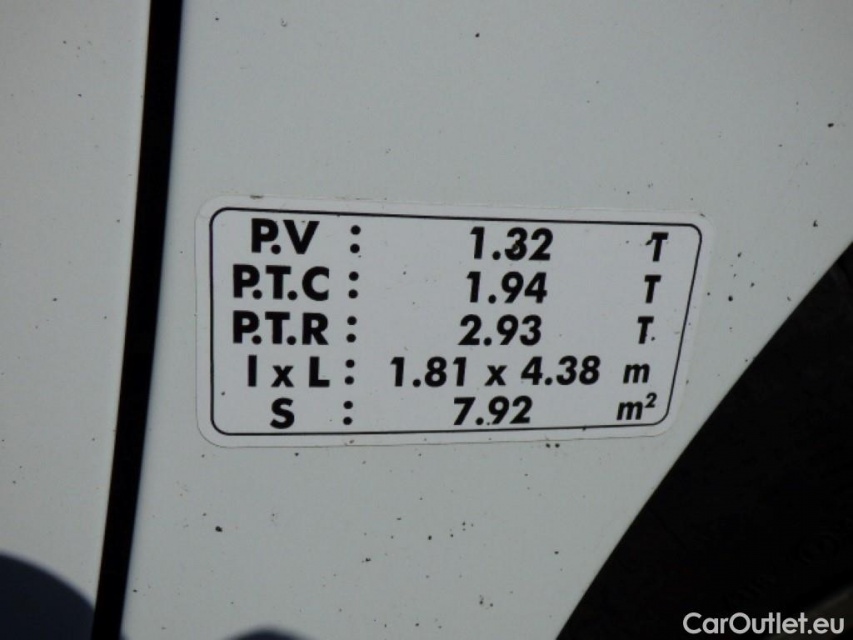 P.V : 1.32 T
P.T.C : 1.94 T
P.T.R : 2.93 T
l x L : 1.81 x 4.38 m
S : 7.92 m²
CarOutlet.eu